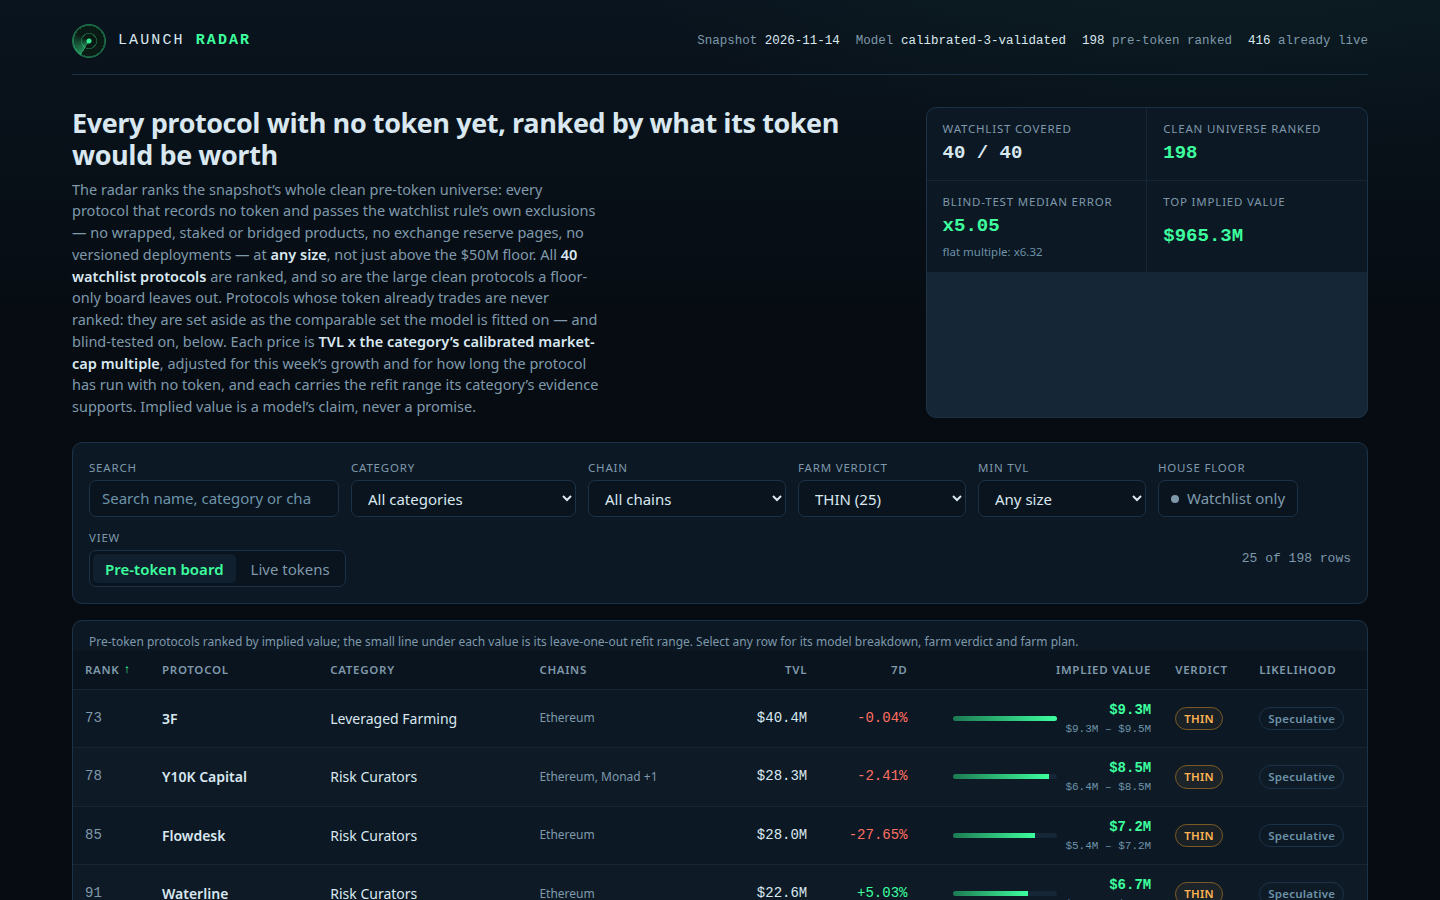 LAUNCH RADAR
Snapshot 2026-11-14 Model calibrated-3-validated 198 pre-token ranked 416 already live
Every protocol with no token yet, ranked by what its token
would be worth
The radar ranks the snapshot's whole clean pre-token universe: every
protocol that records no token and passes the watchlist rule's own exclusions
— no wrapped, staked or bridged products, no exchange reserve pages, no
versioned deployments — at any size, not just above the $50M floor. All 40
watchlist protocols are ranked, and so are the large clean protocols a floor-
only board leaves out. Protocols whose token already trades are never
ranked: they are set aside as the comparable set the model is fitted on — and
blind-tested on, below. Each price is TVL x the category's calibrated market-
cap multiple, adjusted for this week's growth and for how long the protocol
has run with no token, and each carries the refit range its category's evidence
supports. Implied value is a model's claim, never a promise.
WATCHLIST COVERED
40 / 40
CLEAN UNIVERSE RANKED
198
BLIND-TEST MEDIAN ERROR
x5.05
flat multiple: x6.32
TOP IMPLIED VALUE
$965.3M
SEARCH
Search name, category or cha
CATEGORY
All categories
CHAIN
All chains
FARM VERDICT
THIN (25)
MIN TVL
Any size
HOUSE FLOOR
Watchlist only
VIEW
Pre-token board Live tokens
25 of 198 rows
Pre-token protocols ranked by implied value; the small line under each value is its leave-one-out refit range. Select any row for its model breakdown, farm verdict and farm plan.
RANK ↑ PROTOCOL CATEGORY CHAINS TVL 7D IMPLIED VALUE VERDICT LIKELIHOOD
73 3F Leveraged Farming Ethereum $40.4M -0.04% $9.3M THIN Speculative
$9.3M – $9.5M
78 Y10K Capital Risk Curators Ethereum, Monad +1 $28.3M -2.41% $8.5M THIN Speculative
$6.4M – $8.5M
85 Flowdesk Risk Curators Ethereum $28.0M -27.65% $7.2M THIN Speculative
$5.4M – $7.2M
91 Waterline Risk Curators Ethereum $22.6M +5.03% $6.7M THIN Speculative